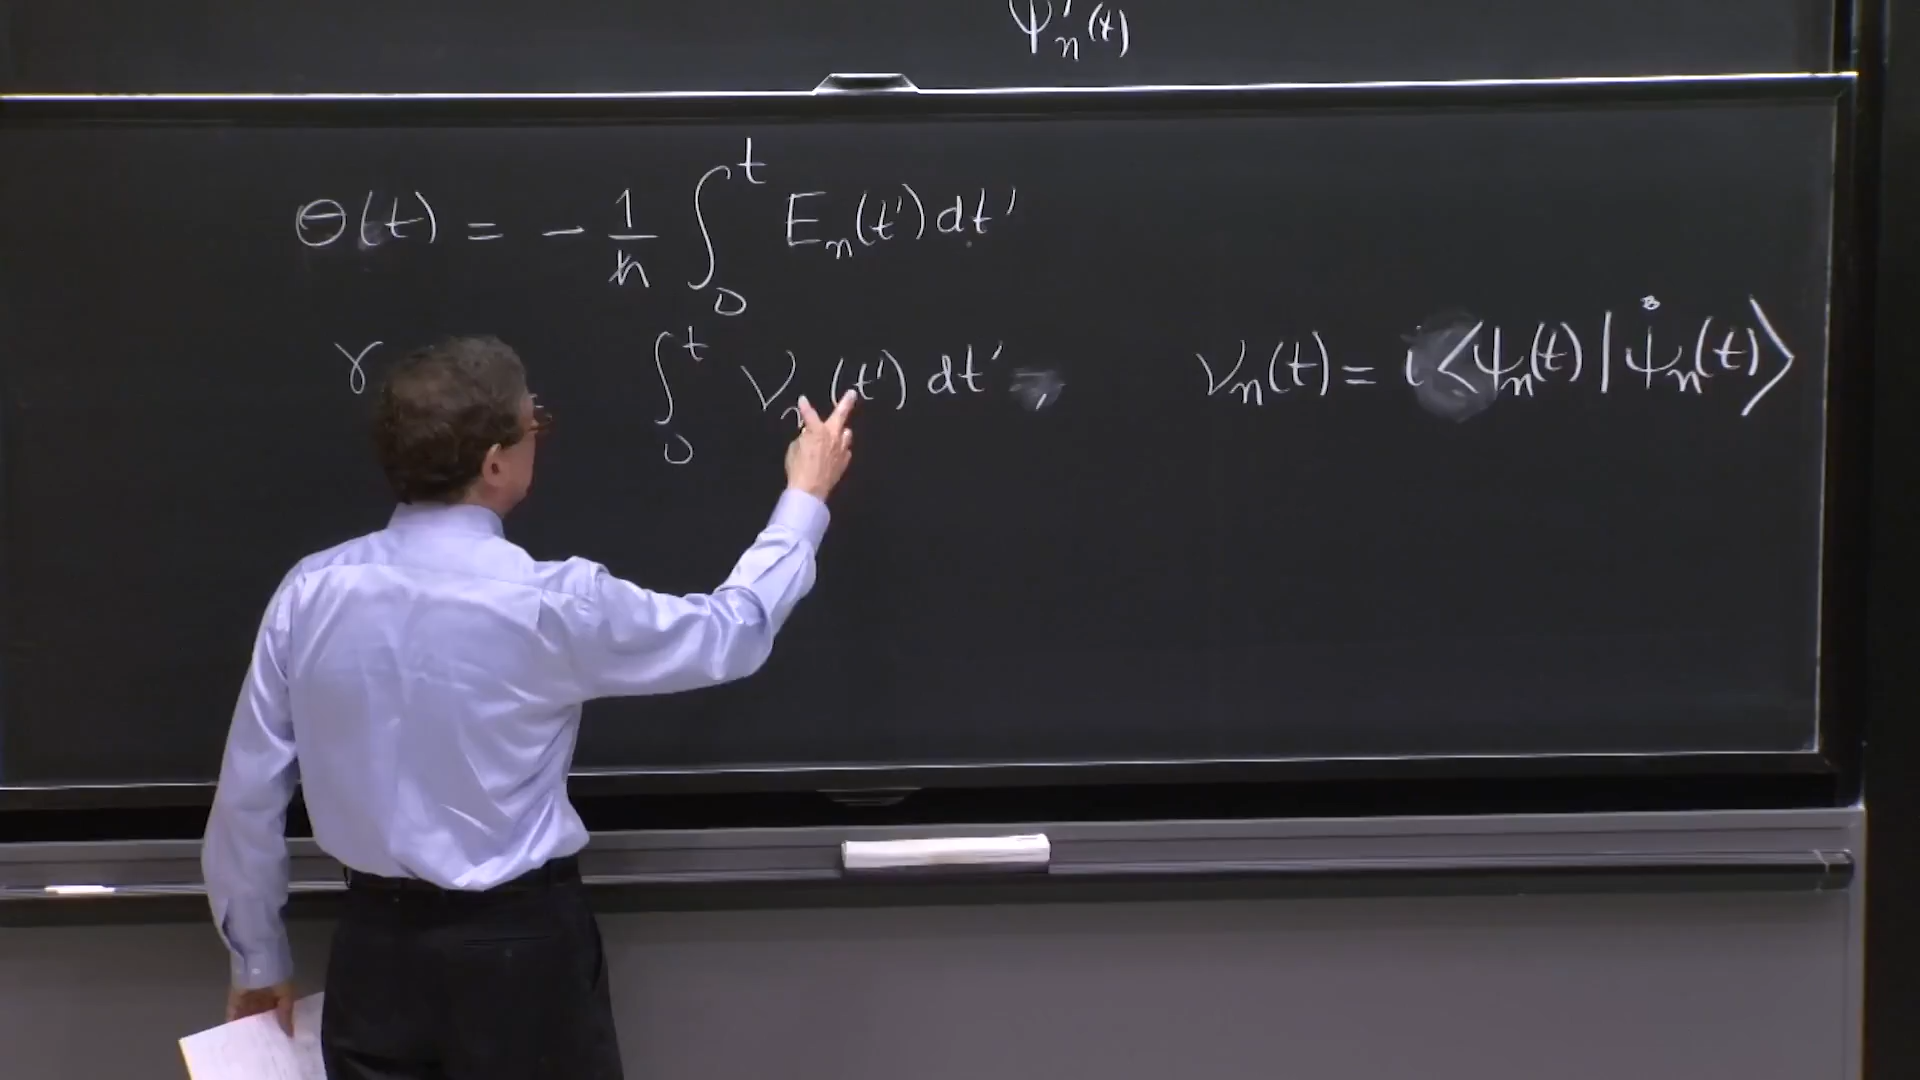 ψ'ₙ(t)
Θ(t) = − 1/ħ ∫₀ᵗ Eₙ(t') dt'
γ ∫₀ᵗ νₙ(t') dt' , νₙ(t) = i⟨ψₙ(t)|ψ̇ₙ(t)⟩